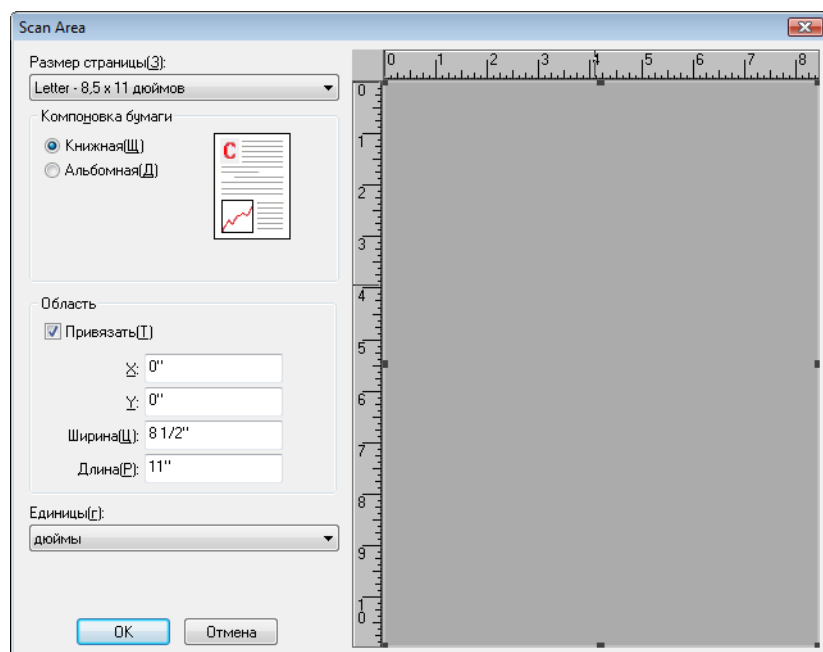 Scan Area
Размер страницы(З):
Letter - 8,5 x 11 дюймов
Компоновка бумаги
Книжная(Щ)
Альбомная(Д)
C
Область
Привязать(Т)
X: 0''
Y: 0''
Ширина(Ц): 8 1/2''
Длина(Р): 11''
Единицы(г):
дюймы
OK Отмена
0 1 2 3 4 5 6 7 8
0
1
2
3
4
5
6
7
8
9
10